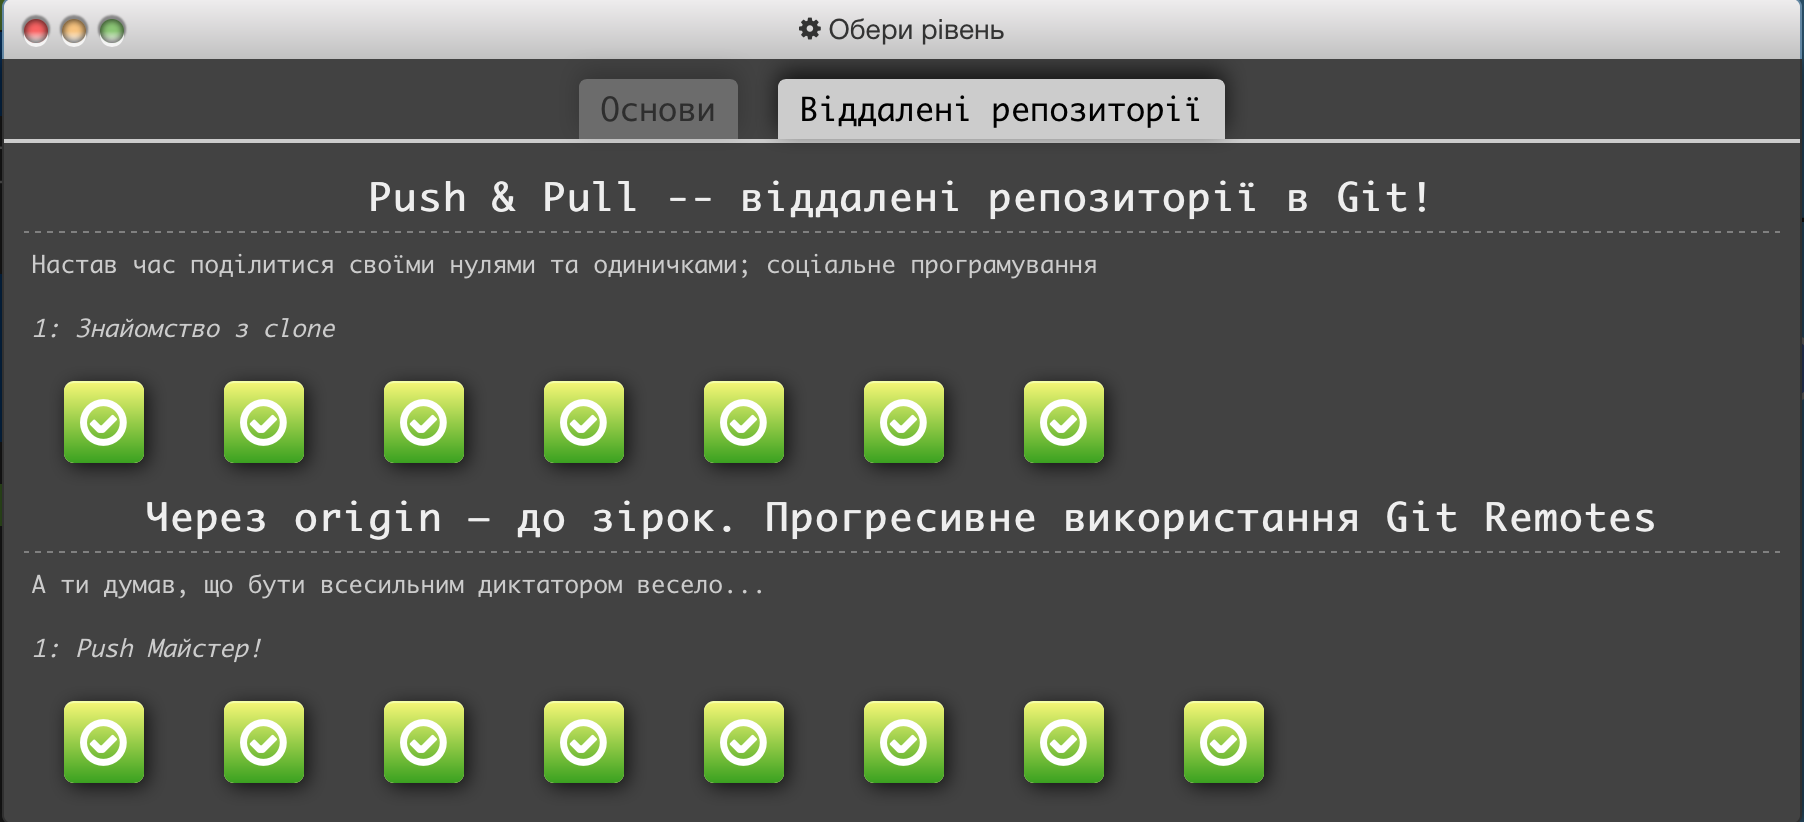 Обери рівень
Основи
Віддалені репозиторії
Push & Pull -- віддалені репозиторії в Git!
Настав час поділитися своїми нулями та одиничками; соціальне програмування
1: Знайомство з clone
Через origin – до зірок. Прогресивне використання Git Remotes
А ти думав, що бути всесильним диктатором весело...
1: Push Майстер!